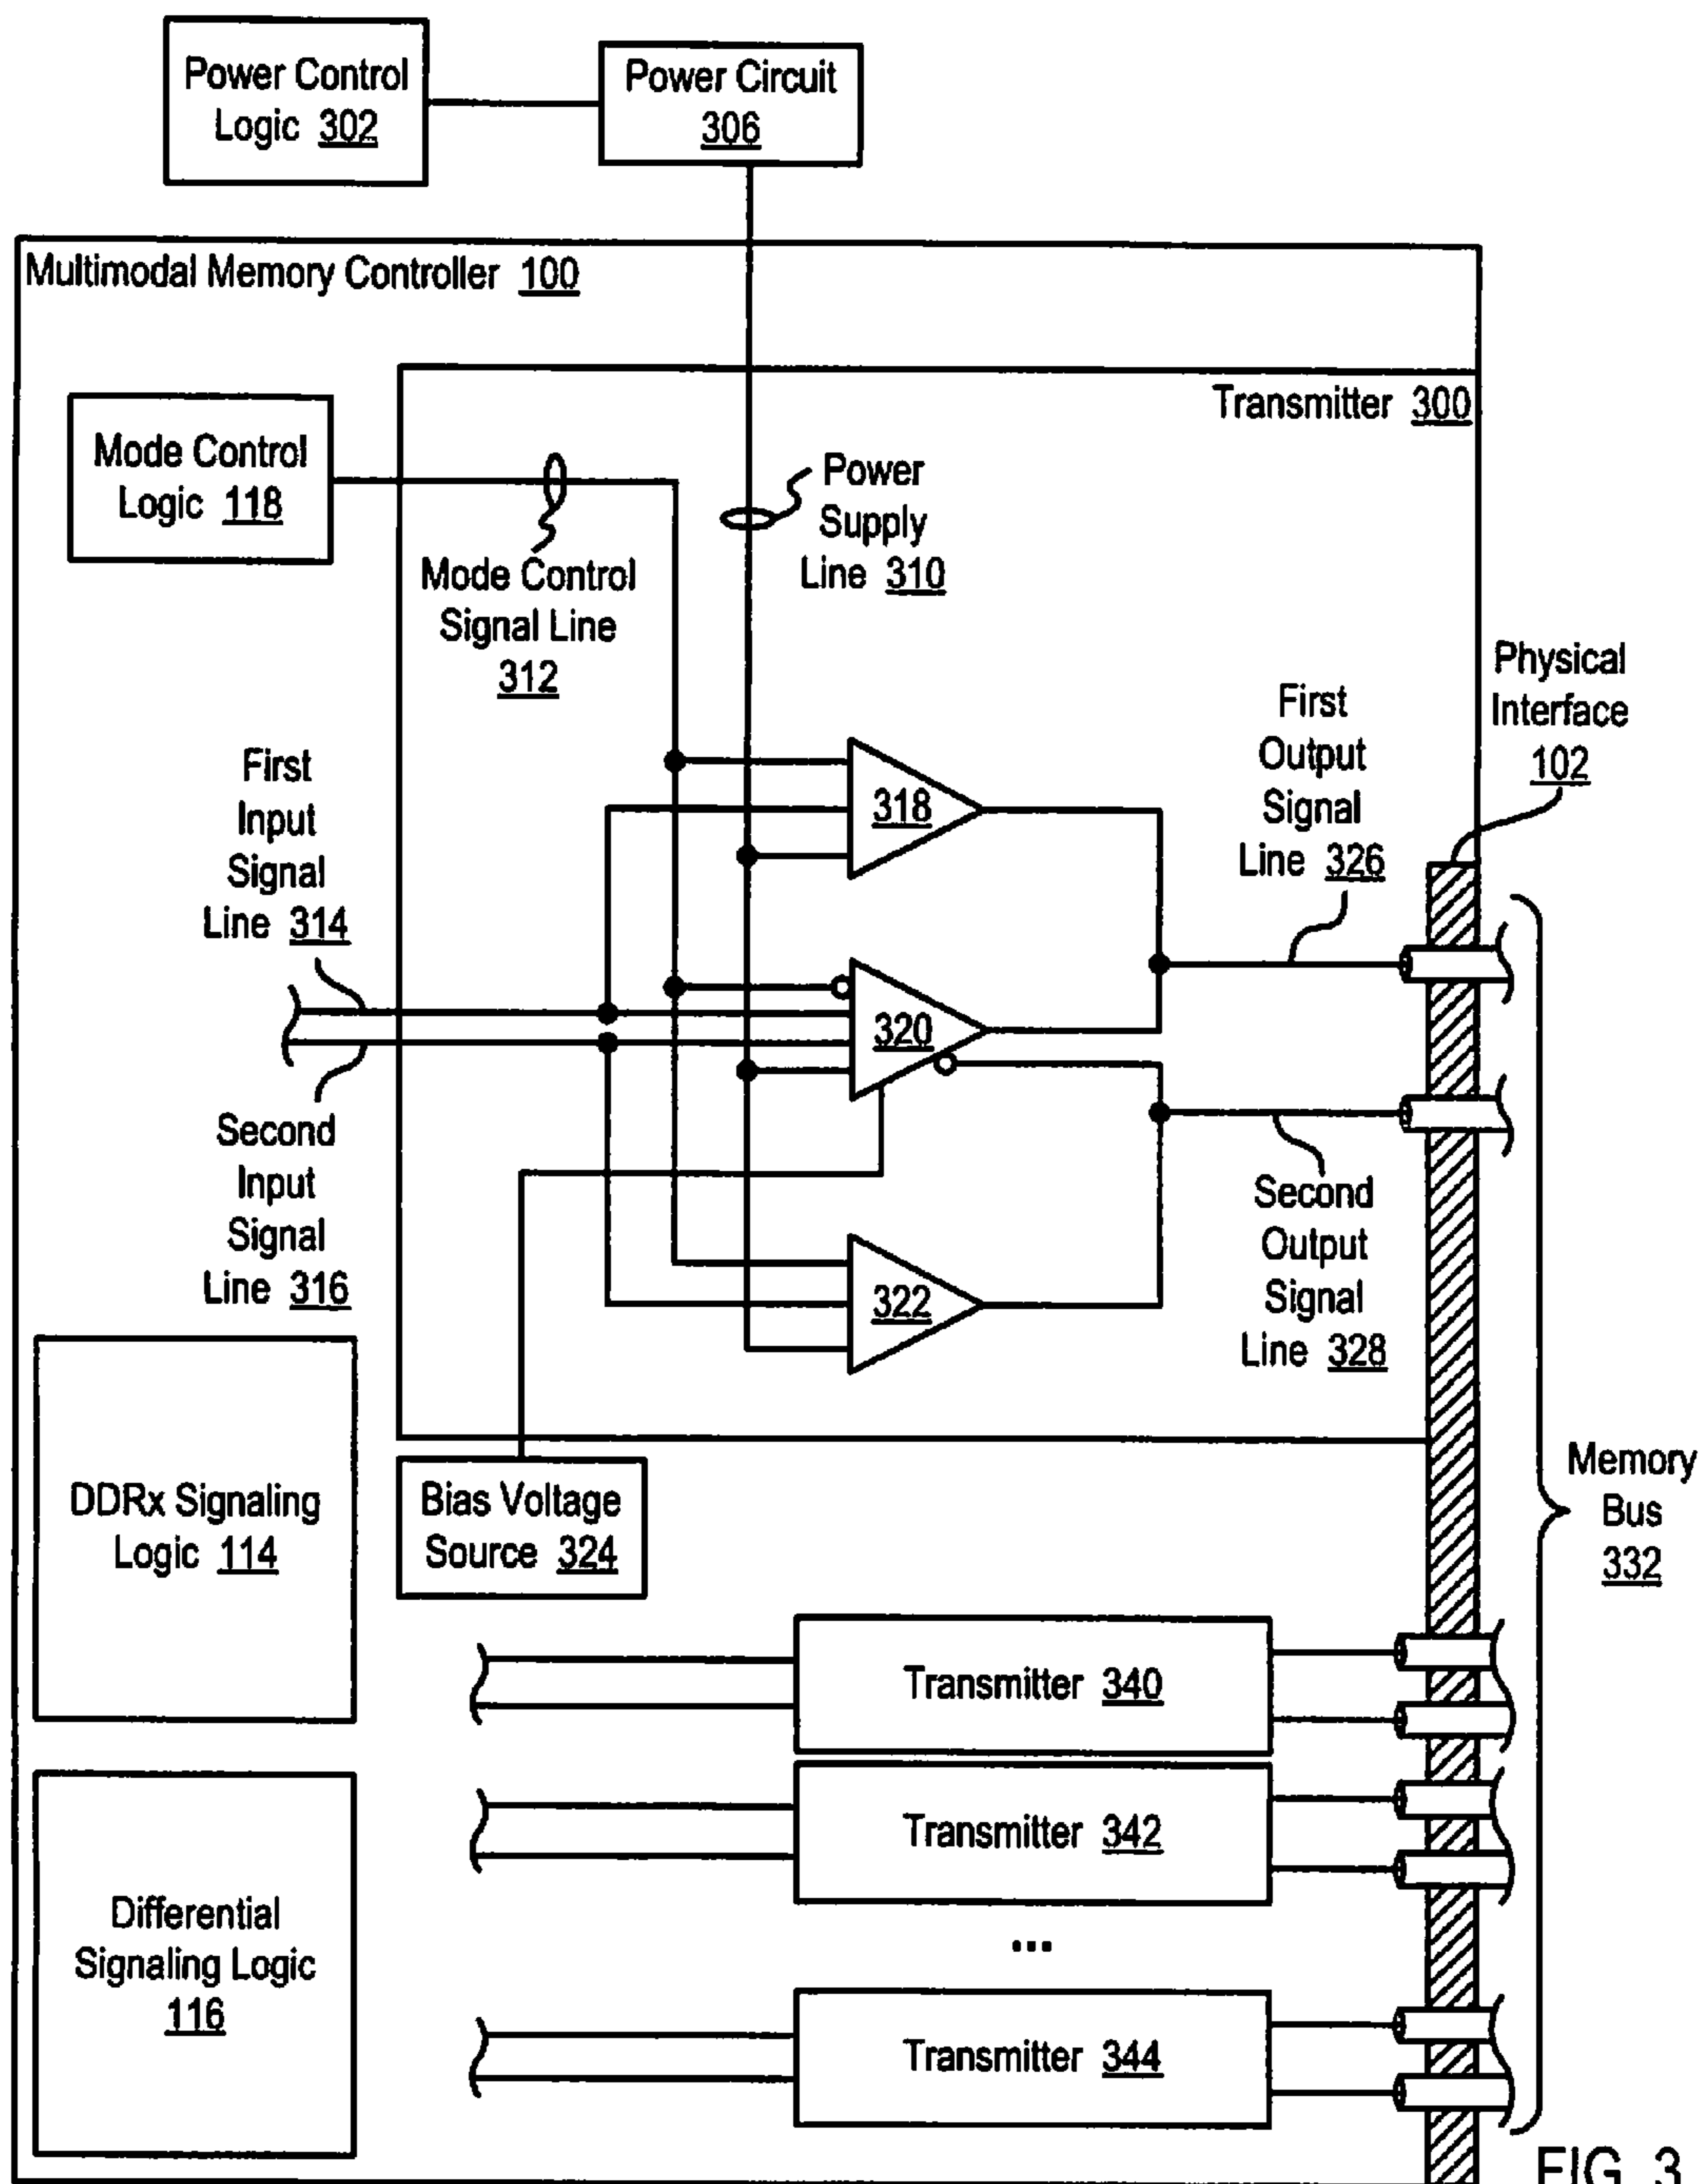 Power Control
Logic 302
Power Circuit
306
Multimodal Memory Controller 100
Transmitter 300
Mode Control
Logic 118
Power
Supply
Line 310
Mode Control
Signal Line
312
Physical
Interface
102
First
Output
Signal
Line 326
First
Input
Signal
Line 314
318
320
322
Second
Input
Signal
Line 316
Second
Output
Signal
Line 328
DDRx Signaling
Logic 114
Bias Voltage
Source 324
Memory
Bus
332
Transmitter 340
Transmitter 342
Differential
Signaling Logic
116
...
Transmitter 344
FIG. 3